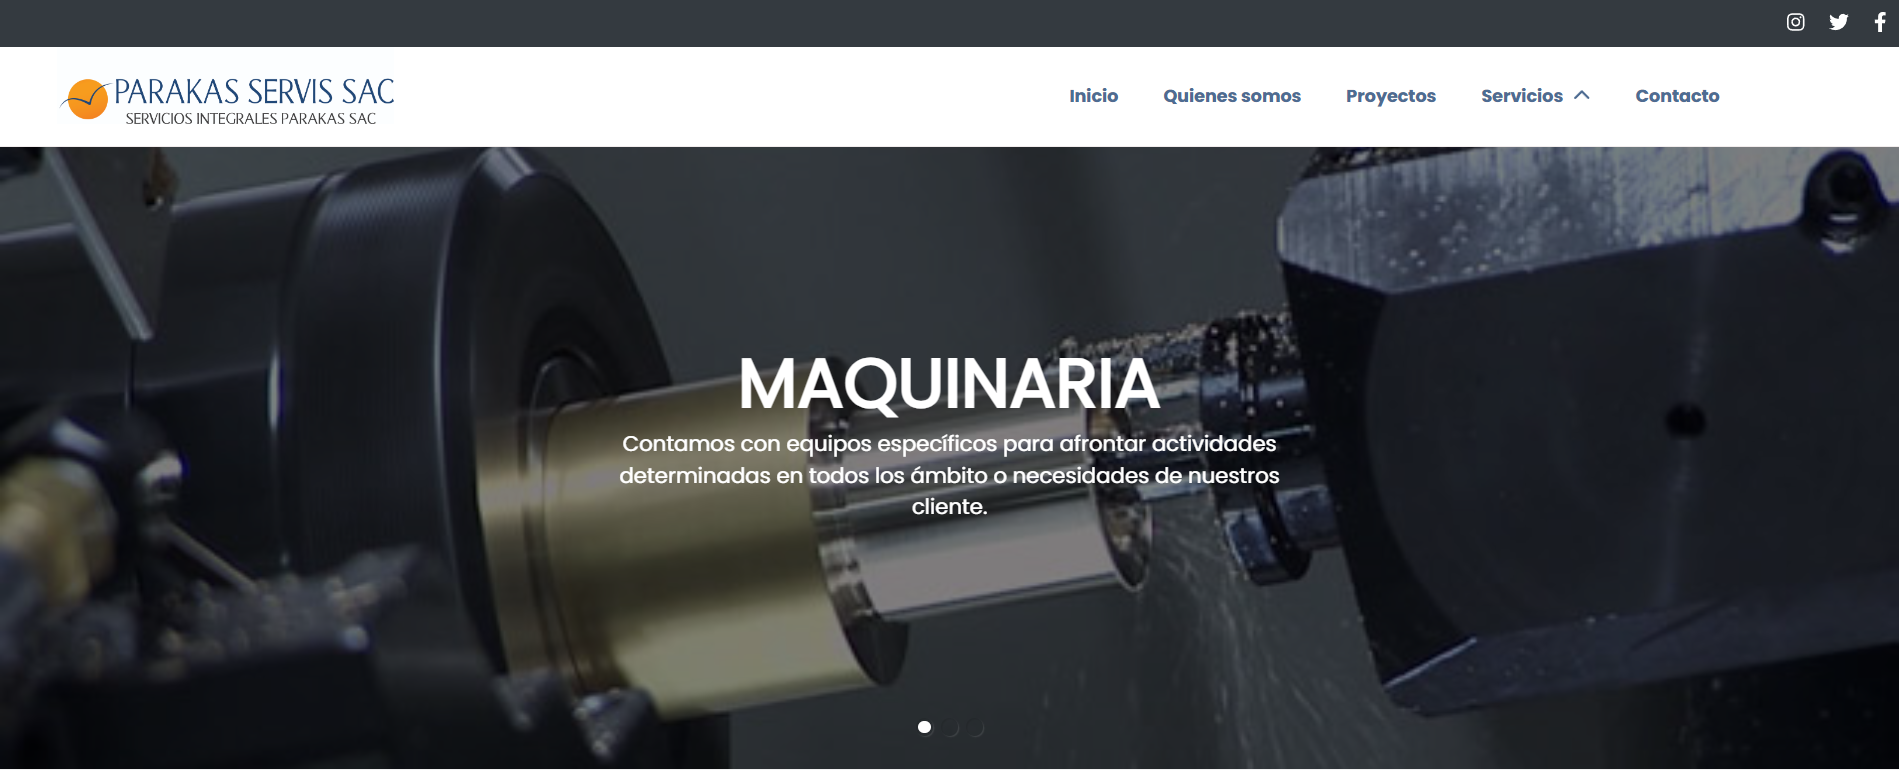 PARAKAS SERVIS SAC
SERVICIOS INTEGRALES PARAKAS SAC
Inicio Quienes somos Proyectos Servicios Contacto
MAQUINARIA
Contamos con equipos específicos para afrontar actividades
determinadas en todos los ámbito o necesidades de nuestros
cliente.